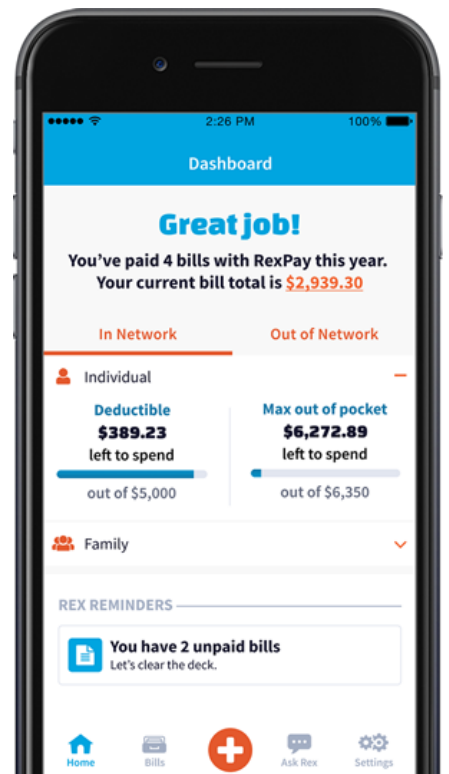 2:26 PM
100%
Dashboard
Great job!
You've paid 4 bills with RexPay this year.
Your current bill total is $2,939.30
In Network
Out of Network
Individual
Deductible
$389.23
left to spend
out of $5,000
Max out of pocket
$6,272.89
left to spend
out of $6,350
Family
REX REMINDERS
You have 2 unpaid bills
Let's clear the deck.
Home
Bills
Ask Rex
Settings